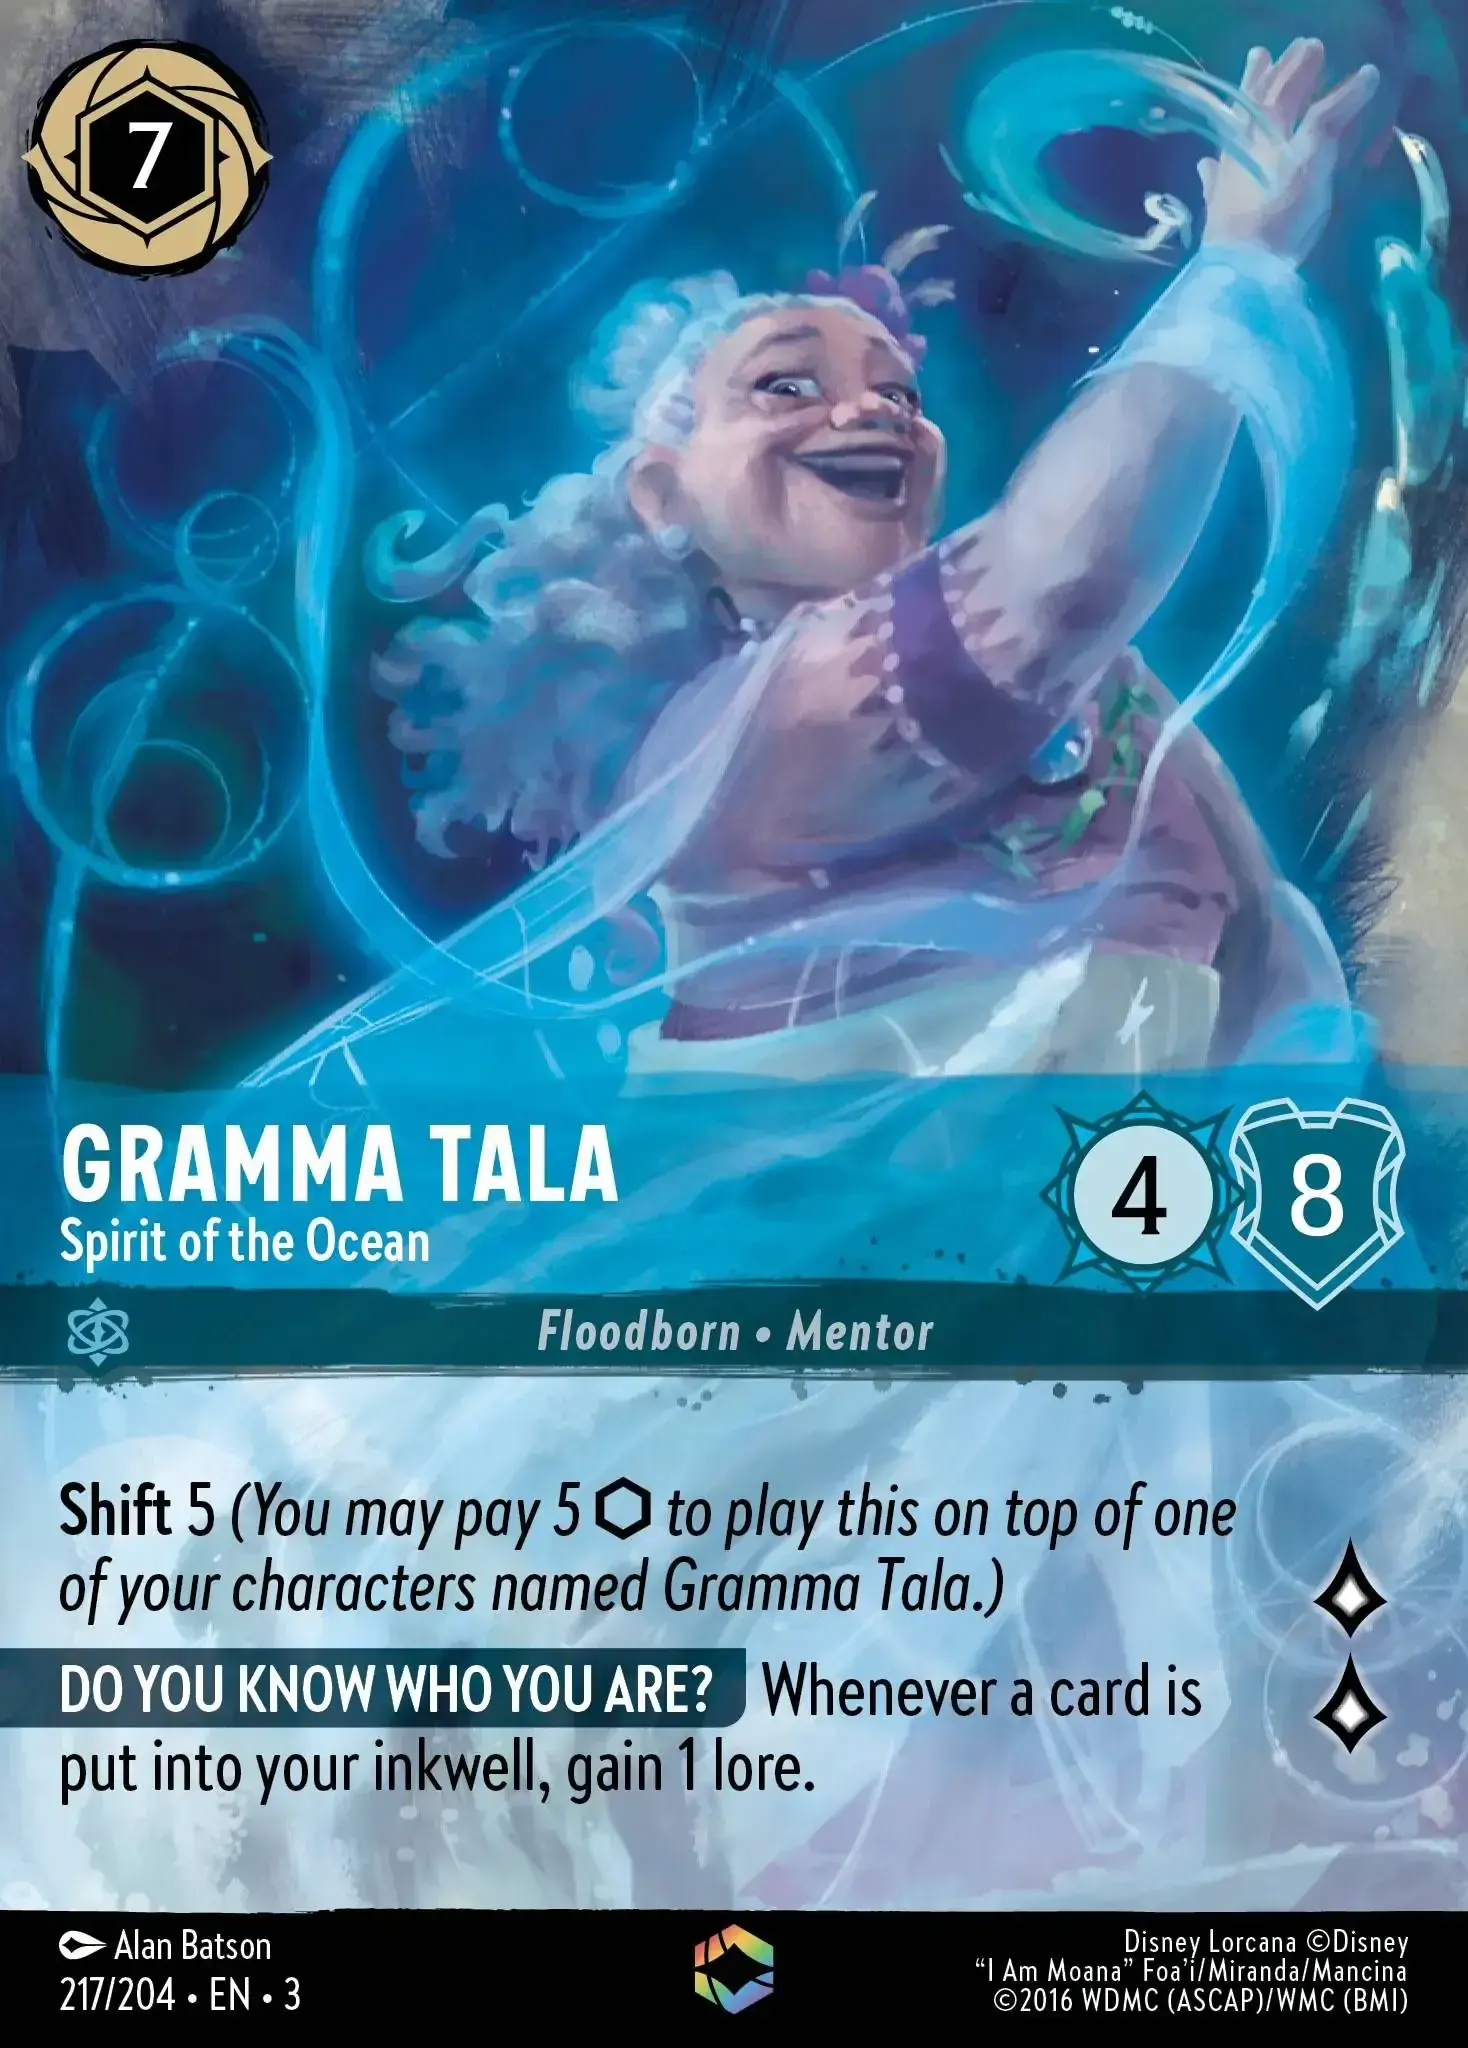 7
GRAMMA TALA
Spirit of the Ocean
4
8
Floodborn • Mentor
Shift 5 (You may pay 5 ⬡ to play this on top of one
of your characters named Gramma Tala.)
DO YOU KNOW WHO YOU ARE? Whenever a card is
put into your inkwell, gain 1 lore.
Alan Batson
217/204 • EN • 3
Disney Lorcana ©Disney
“I Am Moana” Foa’i/Miranda/Mancina
©2016 WDMC (ASCAP)/WMC (BMI)